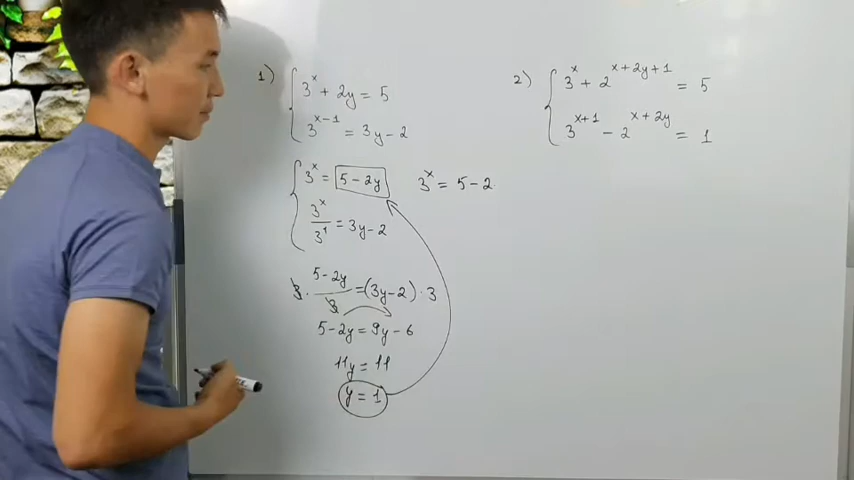 1) { 3^x + 2y = 5
3^{x-1} = 3y - 2
{ 3^x = 5 - 2y
3^x / 3^1 = 3y - 2
3 · (5 - 2y) / 3 = (3y - 2) · 3
5 - 2y = 9y - 6
11y = 11
y = 1
3^x = 5 - 2
2) { 3^x + 2^{x+2y+1} = 5
3^{x+1} - 2^{x+2y} = 1